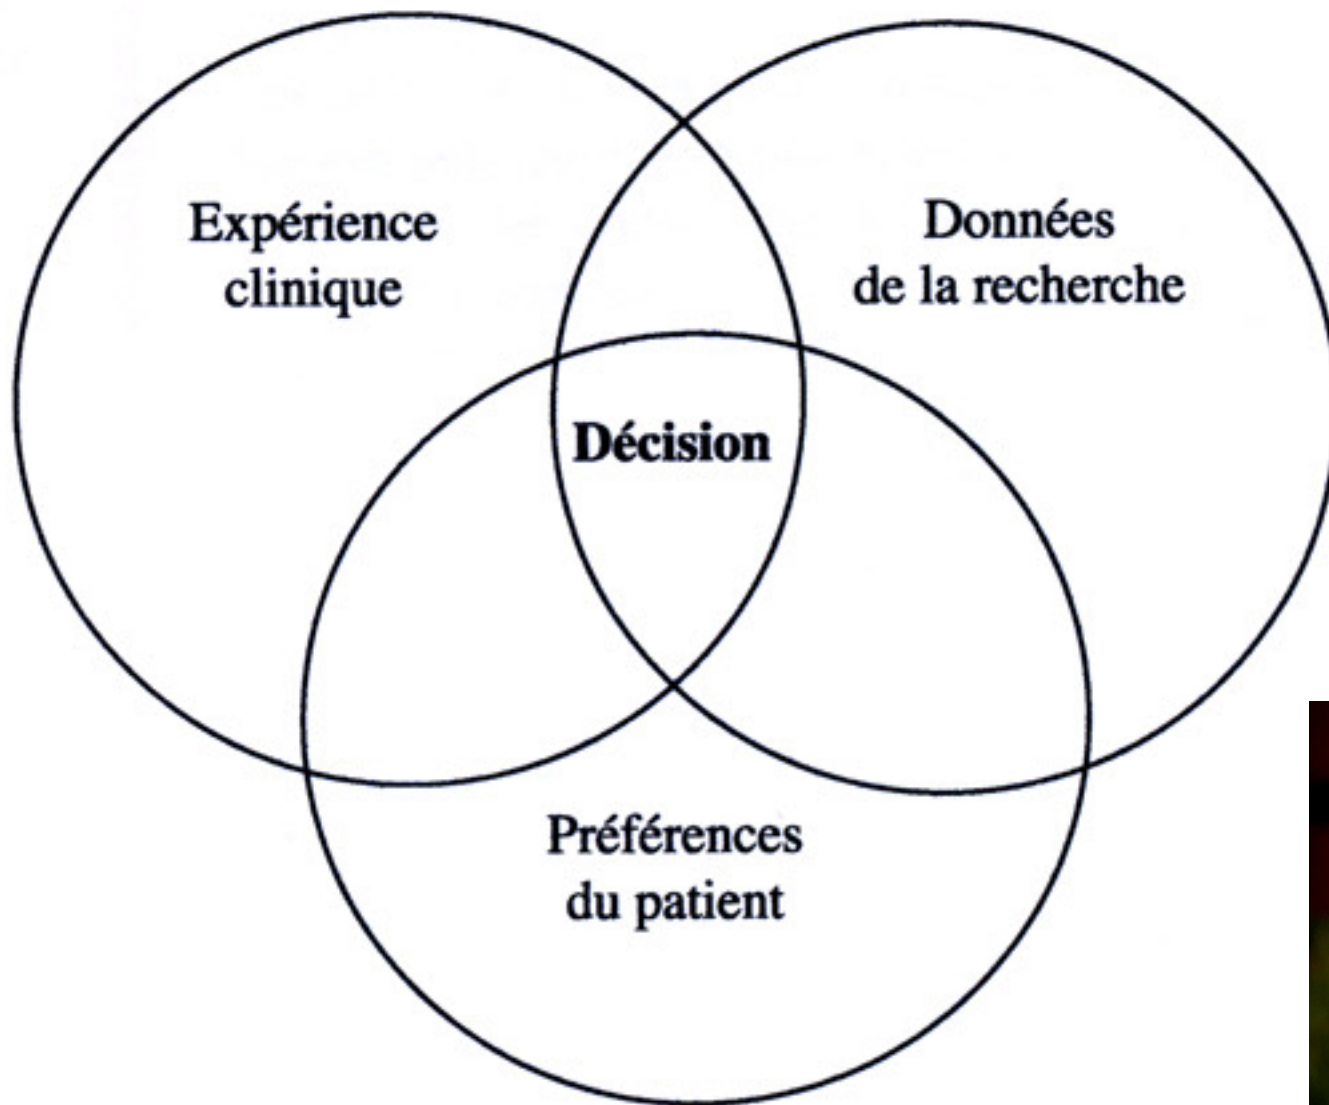 Expérience
clinique
Données
de la recherche
Décision
Préférences
du patient